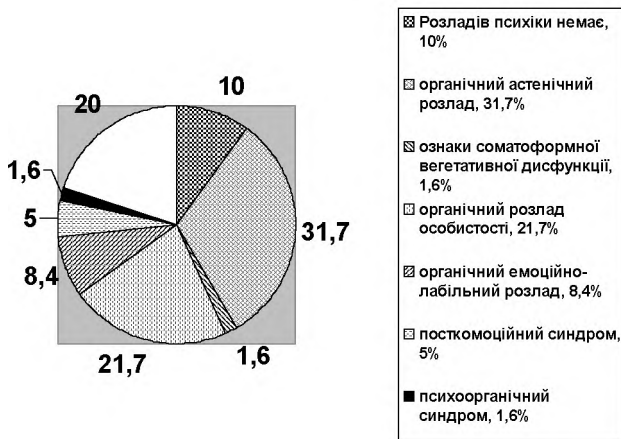 10
20
1,6
5
8,4
21,7
1,6
31,7
Розладів психіки немає,
10%
органічний астенічний
розлад, 31,7%
ознаки соматоформної
вегетативної дисфункції,
1,6%
органічний розлад
особистості, 21,7%
органічний емоційно-
лабільний розлад, 8,4%
посткомоційний синдром,
5%
психоорганічний
синдром, 1,6%